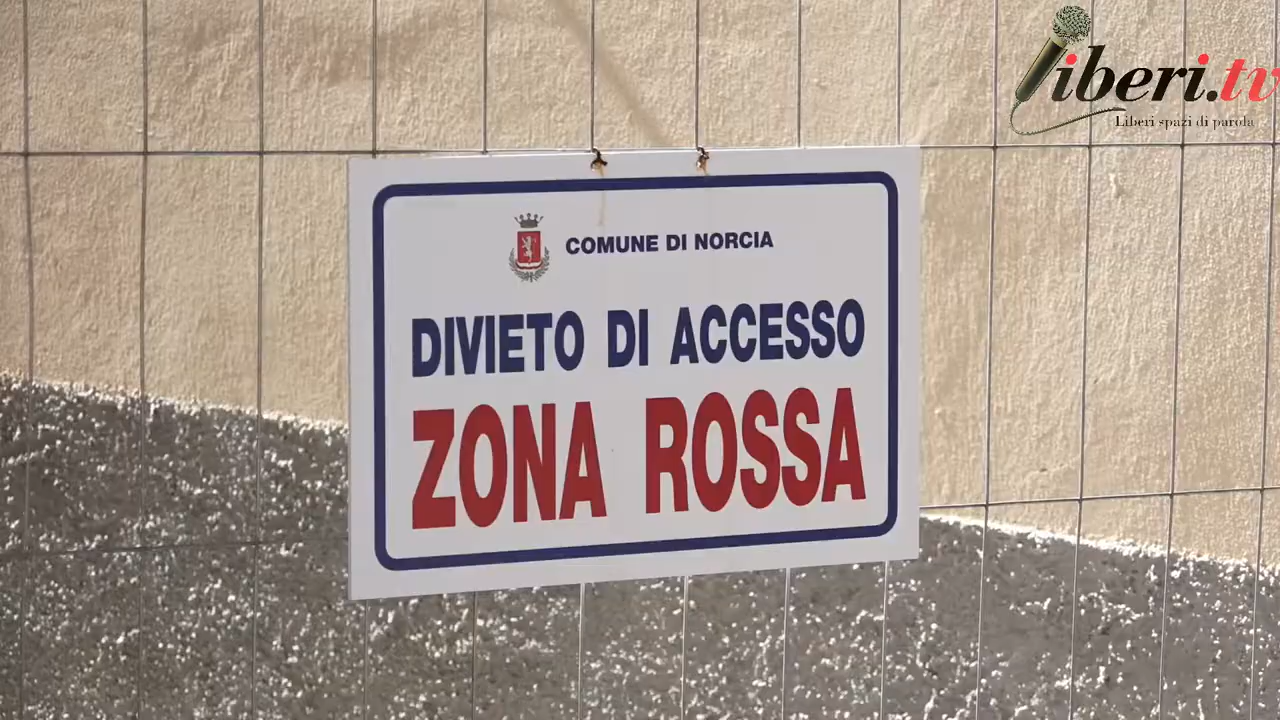 liberi.tv
Liberi spazi di parola
COMUNE DI NORCIA
DIVIETO DI ACCESSO
ZONA ROSSA